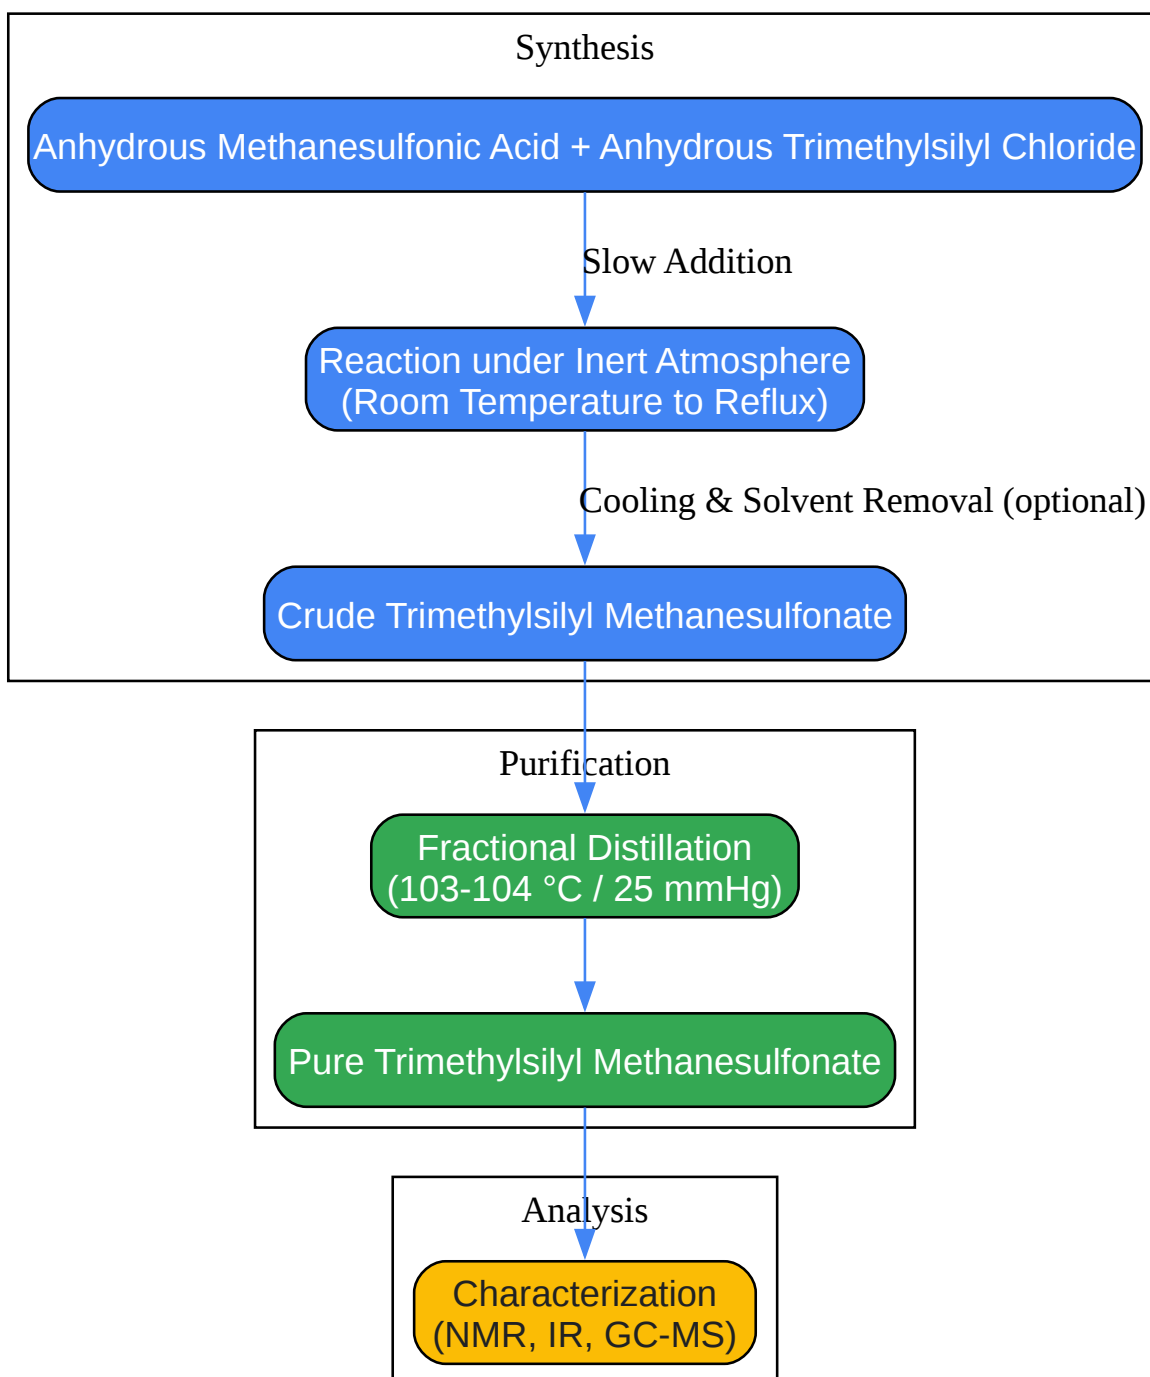 Synthesis
Anhydrous Methanesulfonic Acid + Anhydrous Trimethylsilyl Chloride
Slow Addition
Reaction under Inert Atmosphere
(Room Temperature to Reflux)
Cooling & Solvent Removal (optional)
Crude Trimethylsilyl Methanesulfonate
Purification
Fractional Distillation
(103-104 °C / 25 mmHg)
Pure Trimethylsilyl Methanesulfonate
Analysis
Characterization
(NMR, IR, GC-MS)